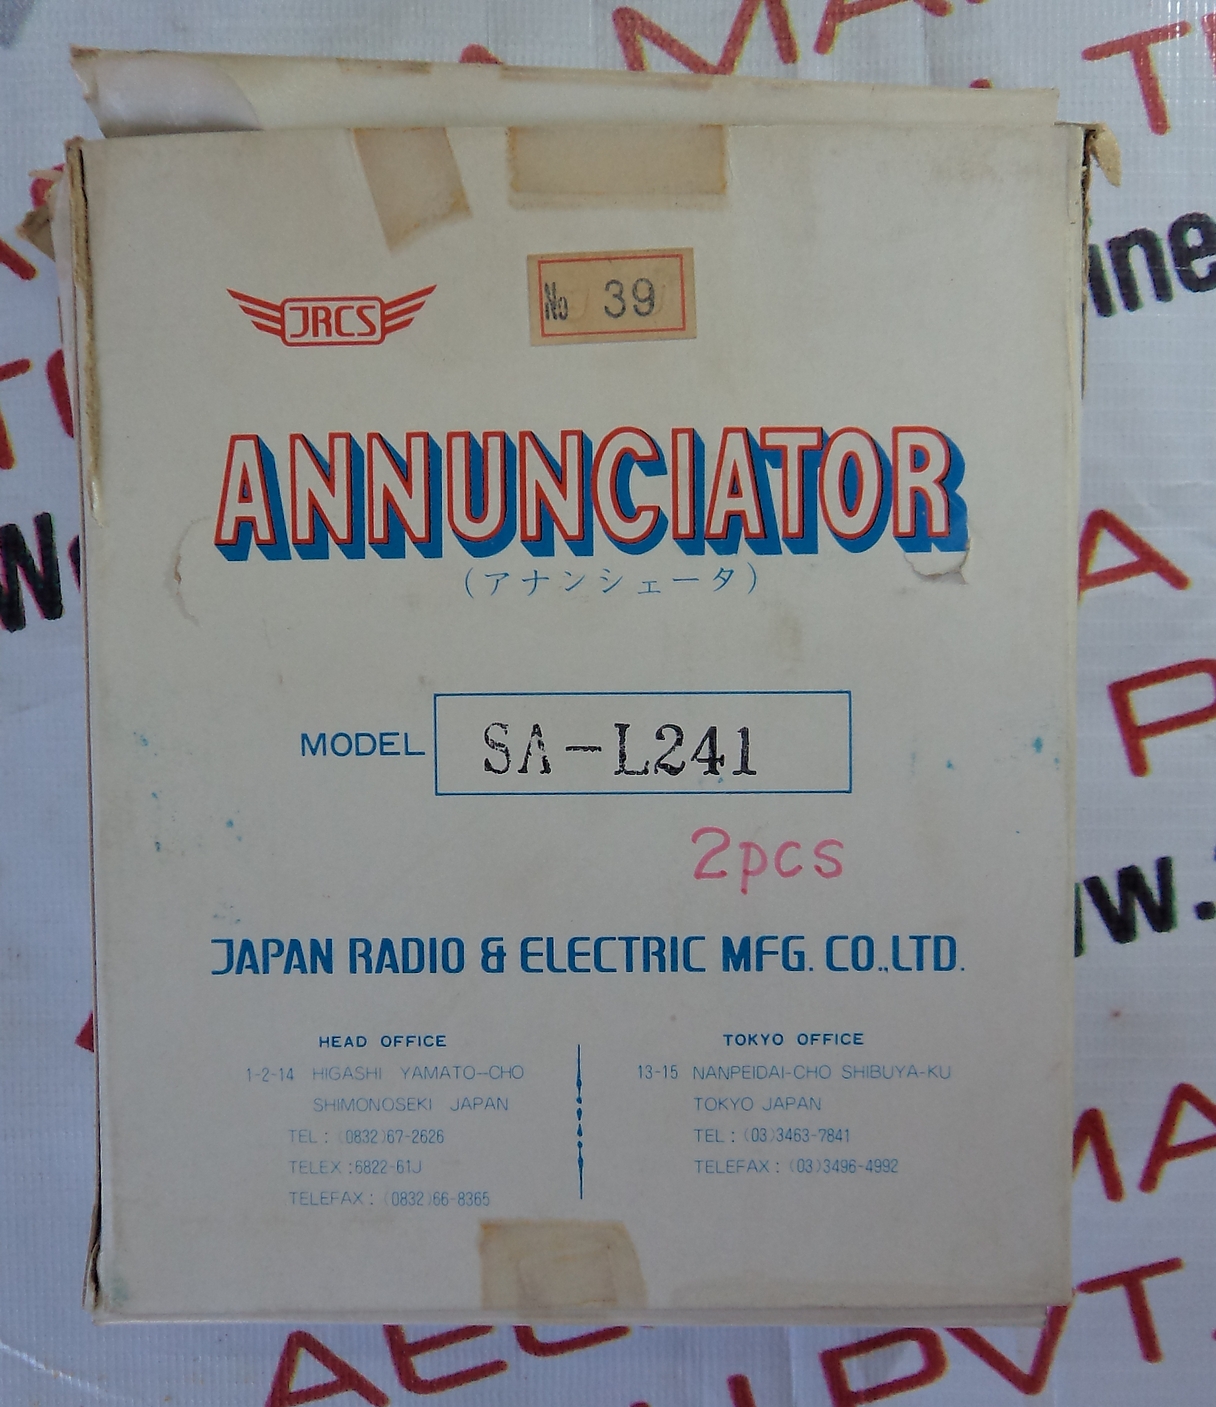 JRCS
No 39
ANNUNCIATOR
(アナンシェータ)
MODEL SA-L241
2pcs
JAPAN RADIO & ELECTRIC MFG. CO.,LTD.
HEAD OFFICE
1-2-14 HIGASHI YAMATO-CHO
SHIMONOSEKI JAPAN
TEL : (0832)67-2626
TELEX :6822-61J
TELEFAX : (0832)66-8365
TOKYO OFFICE
13-15 NANPEIDAI-CHO SHIBUYA-KU
TOKYO JAPAN
TEL : (03)3463-7841
TELEFAX : (03)3496-4992